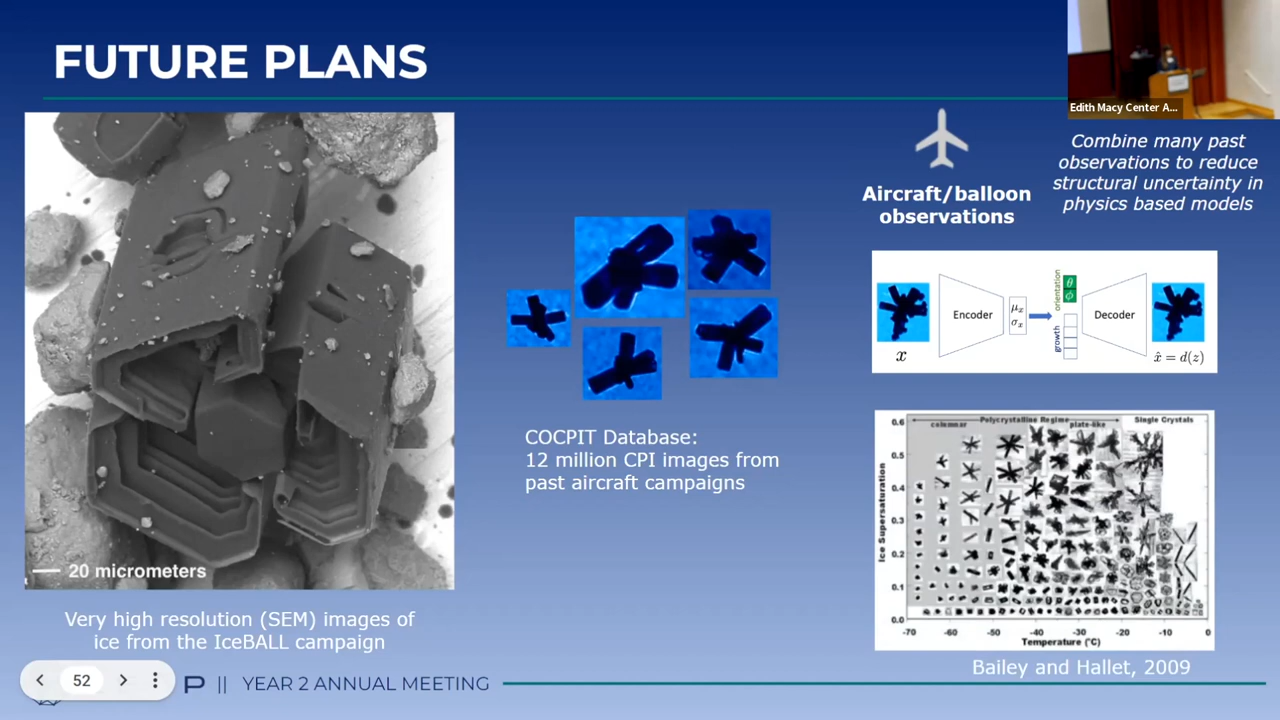 FUTURE PLANS
Edith Macy Center A...
20 micrometers
Very high resolution (SEM) images of
ice from the IceBALL campaign
COCPIT Database:
12 million CPI images from
past aircraft campaigns
Aircraft/balloon
observations
Combine many past
observations to reduce
structural uncertainty in
physics based models
x
Encoder
μₓ
σₓ
orientation
θ
ϕ
growth
Decoder
x̂ = d(z)
Polycrystalline Regime
Single Crystals
columnar
plate-like
Ice Supersaturation
0.6
0.5
0.4
0.3
0.2
0.1
0.0
-70 -60 -50 -40 -30 -20 -10 0
Temperature (°C)
Bailey and Hallet, 2009
52
P || YEAR 2 ANNUAL MEETING